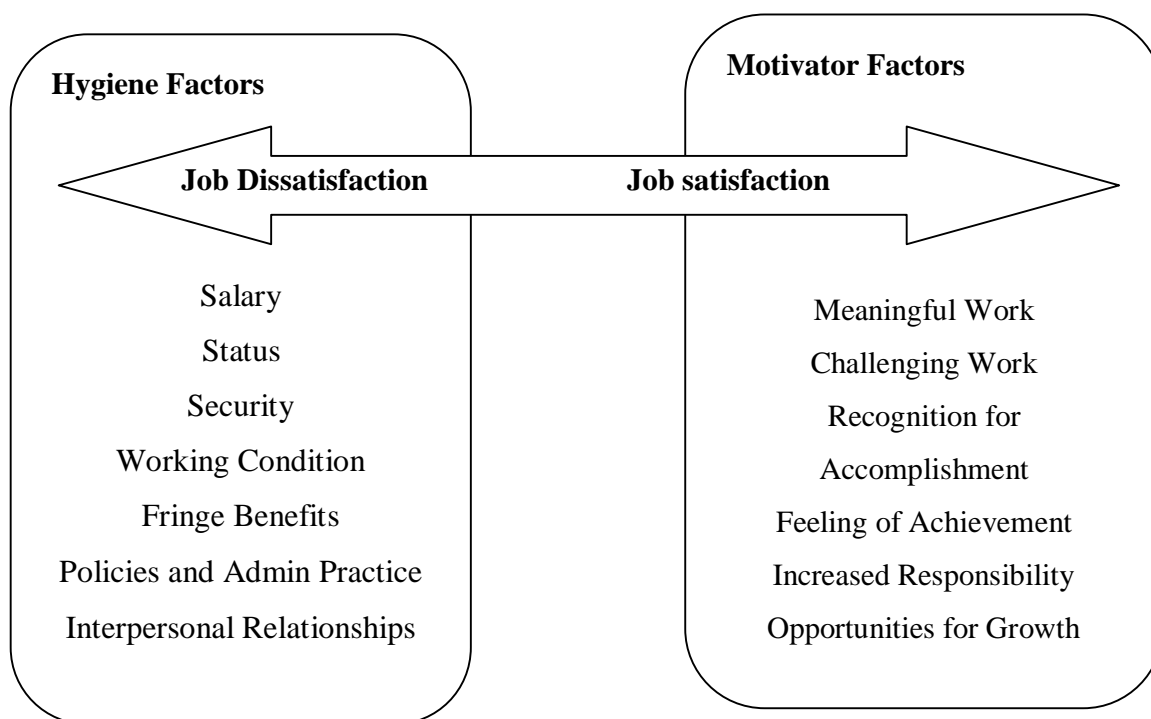 Hygiene Factors
Job Dissatisfaction
Salary
Status
Security
Working Condition
Fringe Benefits
Policies and Admin Practice
Interpersonal Relationships
Motivator Factors
Job satisfaction
Meaningful Work
Challenging Work
Recognition for
Accomplishment
Feeling of Achievement
Increased Responsibility
Opportunities for Growth